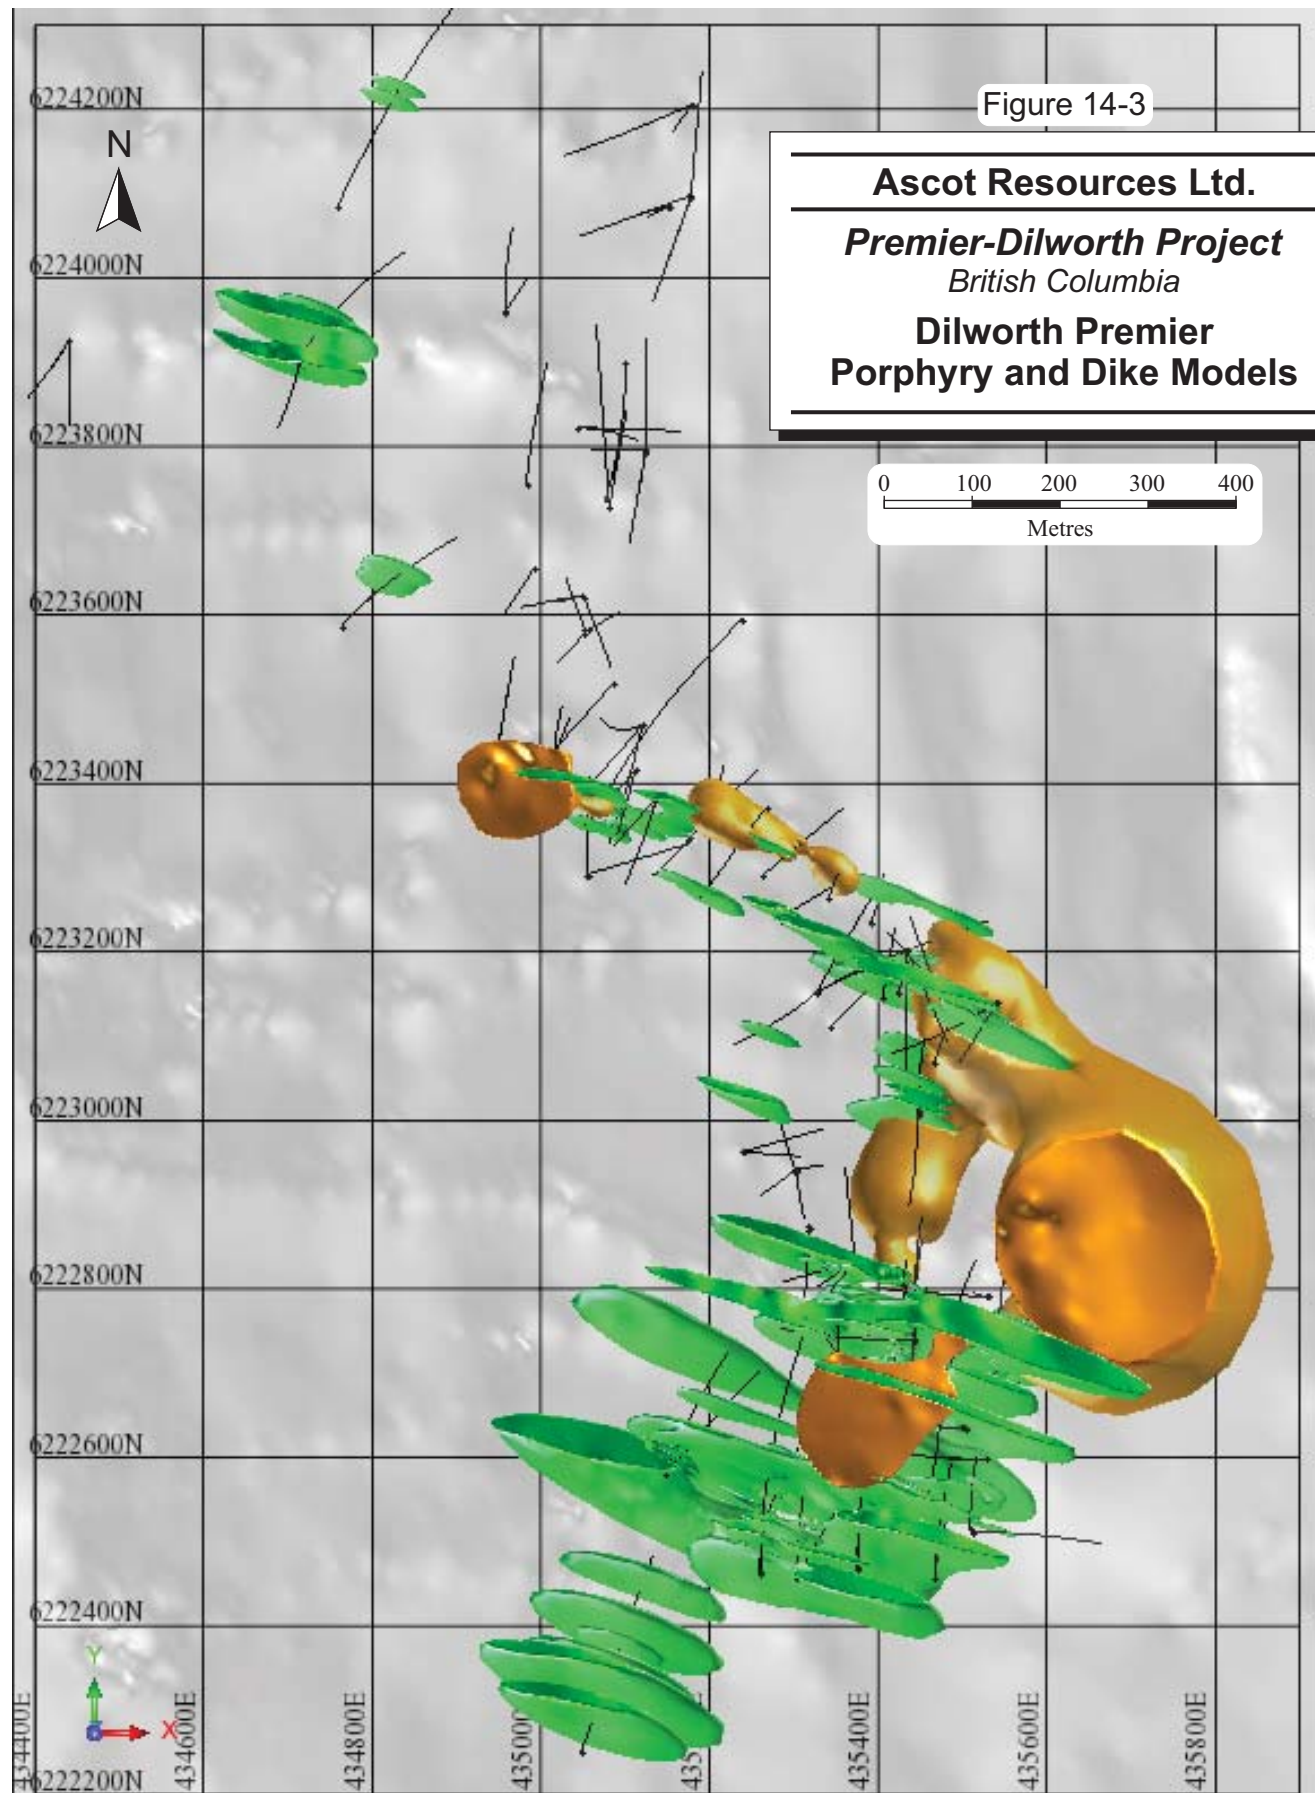 6224200N
Figure 14-3
N
Ascot Resources Ltd.
Premier-Dilworth Project
British Columbia
Dilworth Premier
Porphyry and Dike Models
6224000N
6223800N
0 100 200 300 400
Metres
6223600N
6223400N
6223200N
6223000N
6222800N
6222600N
6222400N
Y
X
434400E
434600E
434800E
435400E
435600E
435800E
6222200N